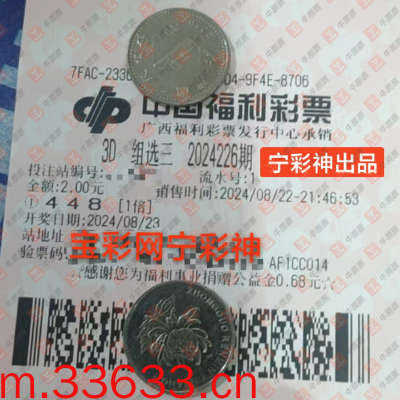 7FAC-233
04-9F4E-8706
中国福利彩票
广西福利彩票发行中心承销
3D 组选三 2024226期
宁彩神出品
投注站编号:
流水号:1
金额:2.00元
销售时间:2024/08/22-21:46:53
① 448 [1倍]
开奖日期:2024/08/23
站地址:
宝彩网宁彩神
验票码:
AF1CC014
☆感谢您为福利事业捐赠公益金0.68元☆
m.33633.cn